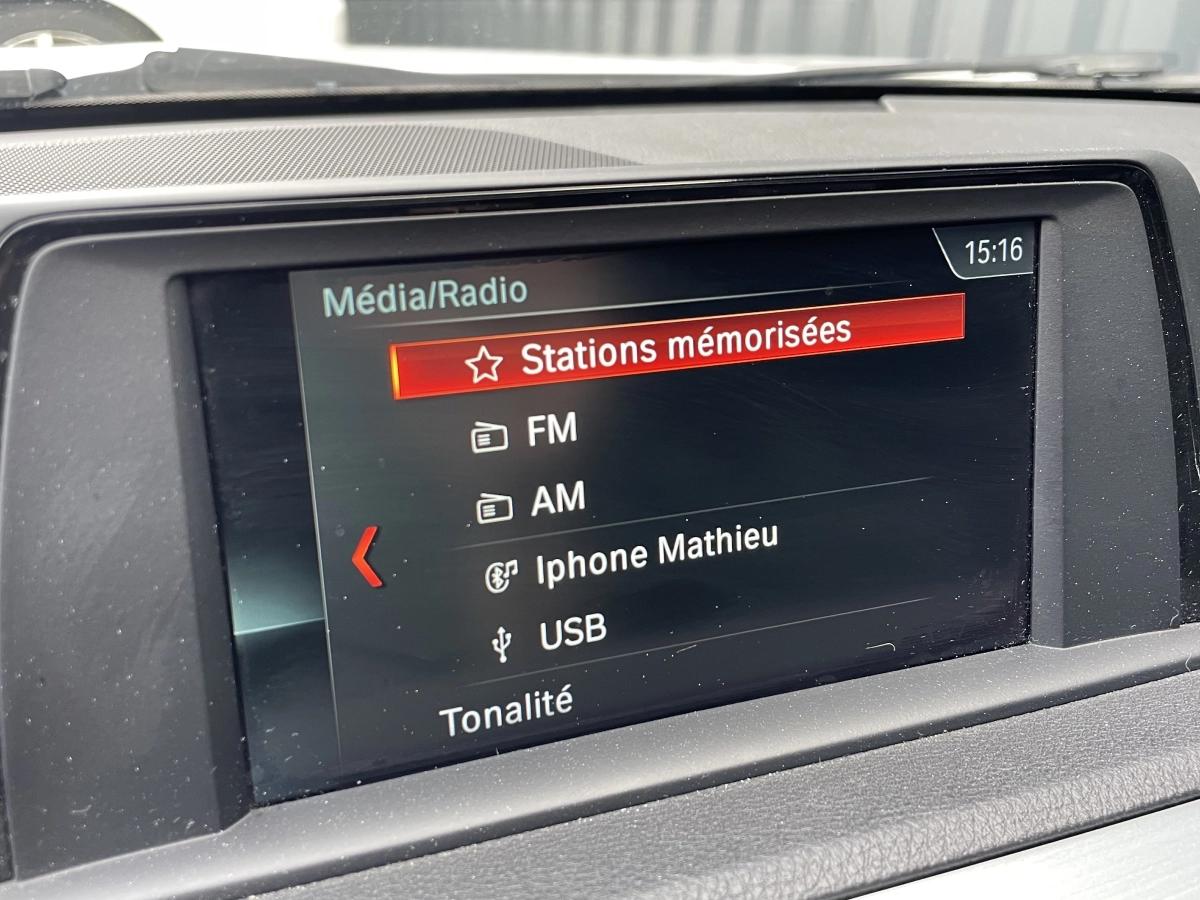 15:16
Média/Radio
Stations mémorisées
FM
AM
Iphone Mathieu
USB
Tonalité